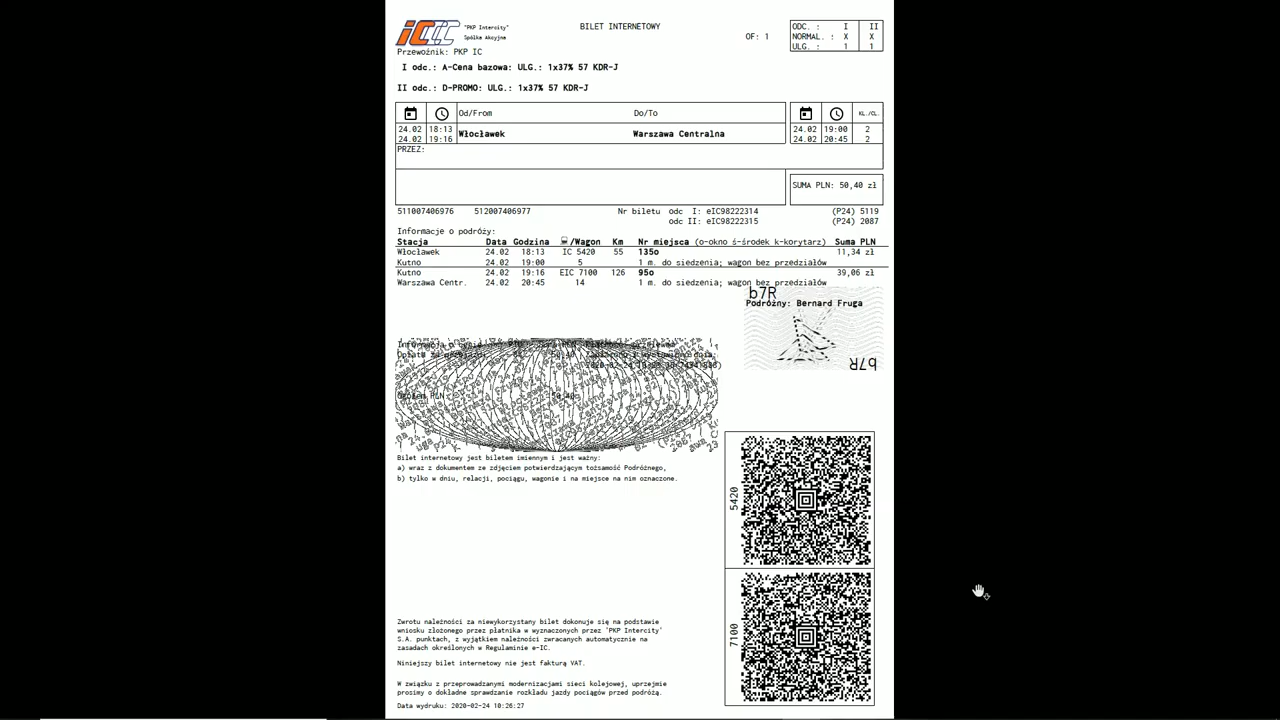 iC
"PKP Intercity"
Spółka Akcyjna
Przewoźnik: PKP IC
BILET INTERNETOWY
OF: 1
ODC. : I II
NORMAL. : X X
ULG. : 1 1
I odc.: A-Cena bazowa: ULG.: 1x37% 57 KDR-J
II odc.: D-PROMO: ULG.: 1x37% 57 KDR-J
Od/From Do/To KL./CL.
24.02 18:13 Włocławek Warszawa Centralna 24.02 19:00 2
24.02 19:16 24.02 20:45 2
PRZEZ:
SUMA PLN: 50,40 zł
511007406976 512007406977 Nr biletu odc I: eIC98222314 (P24) 5119
odc II: eIC98222315 (P24) 2087
Informacje o podróży:
Stacja Data Godzina /Wagon Km Nr miejsca (o-okno ś-środek k-korytarz) Suma PLN
Włocławek 24.02 18:13 IC 5420 55 135o 11,34 zł
Kutno 24.02 19:00 5 1 m. do siedzenia; wagon bez przedziałów
Kutno 24.02 19:16 EIC 7100 126 95o 39,06 zł
Warszawa Centr. 24.02 20:45 14 1 m. do siedzenia; wagon bez przedziałów
b7R
Podróżny: Bernard Fruga
b7R
Bilet internetowy jest biletem imiennym i jest ważny:
a) wraz z dokumentem ze zdjęciem potwierdzającym tożsamość Podróżnego,
b) tylko w dniu, relacji, pociągu, wagonie i na miejsce na nim oznaczone.
5420
7100
Zwrotu należności za niewykorzystany bilet dokonuje się na podstawie
wniosku złożonego przez płatnika w wyznaczonych przez 'PKP Intercity'
S.A. punktach, z wyjątkiem należności zwracanych automatycznie na
zasadach określonych w Regulaminie e-IC.
Niniejszy bilet internetowy nie jest fakturą VAT.
W związku z przeprowadzanymi modernizacjami sieci kolejowej, uprzejmie
prosimy o dokładne sprawdzanie rozkładu jazdy pociągów przed podróżą.
Data wydruku: 2020-02-24 10:26:27